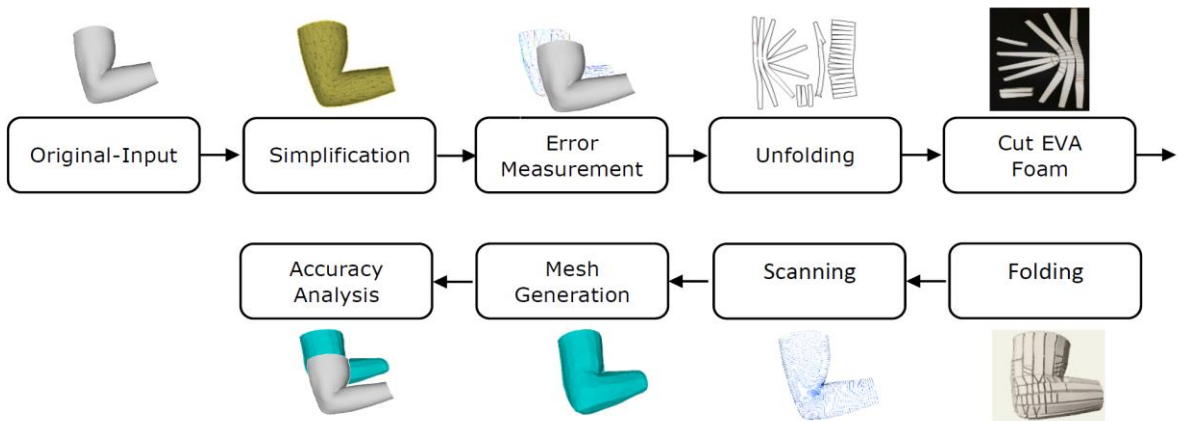 Original-Input
Simplification
Error
Measurement
Unfolding
Cut EVA
Foam
Accuracy
Analysis
Mesh
Generation
Scanning
Folding